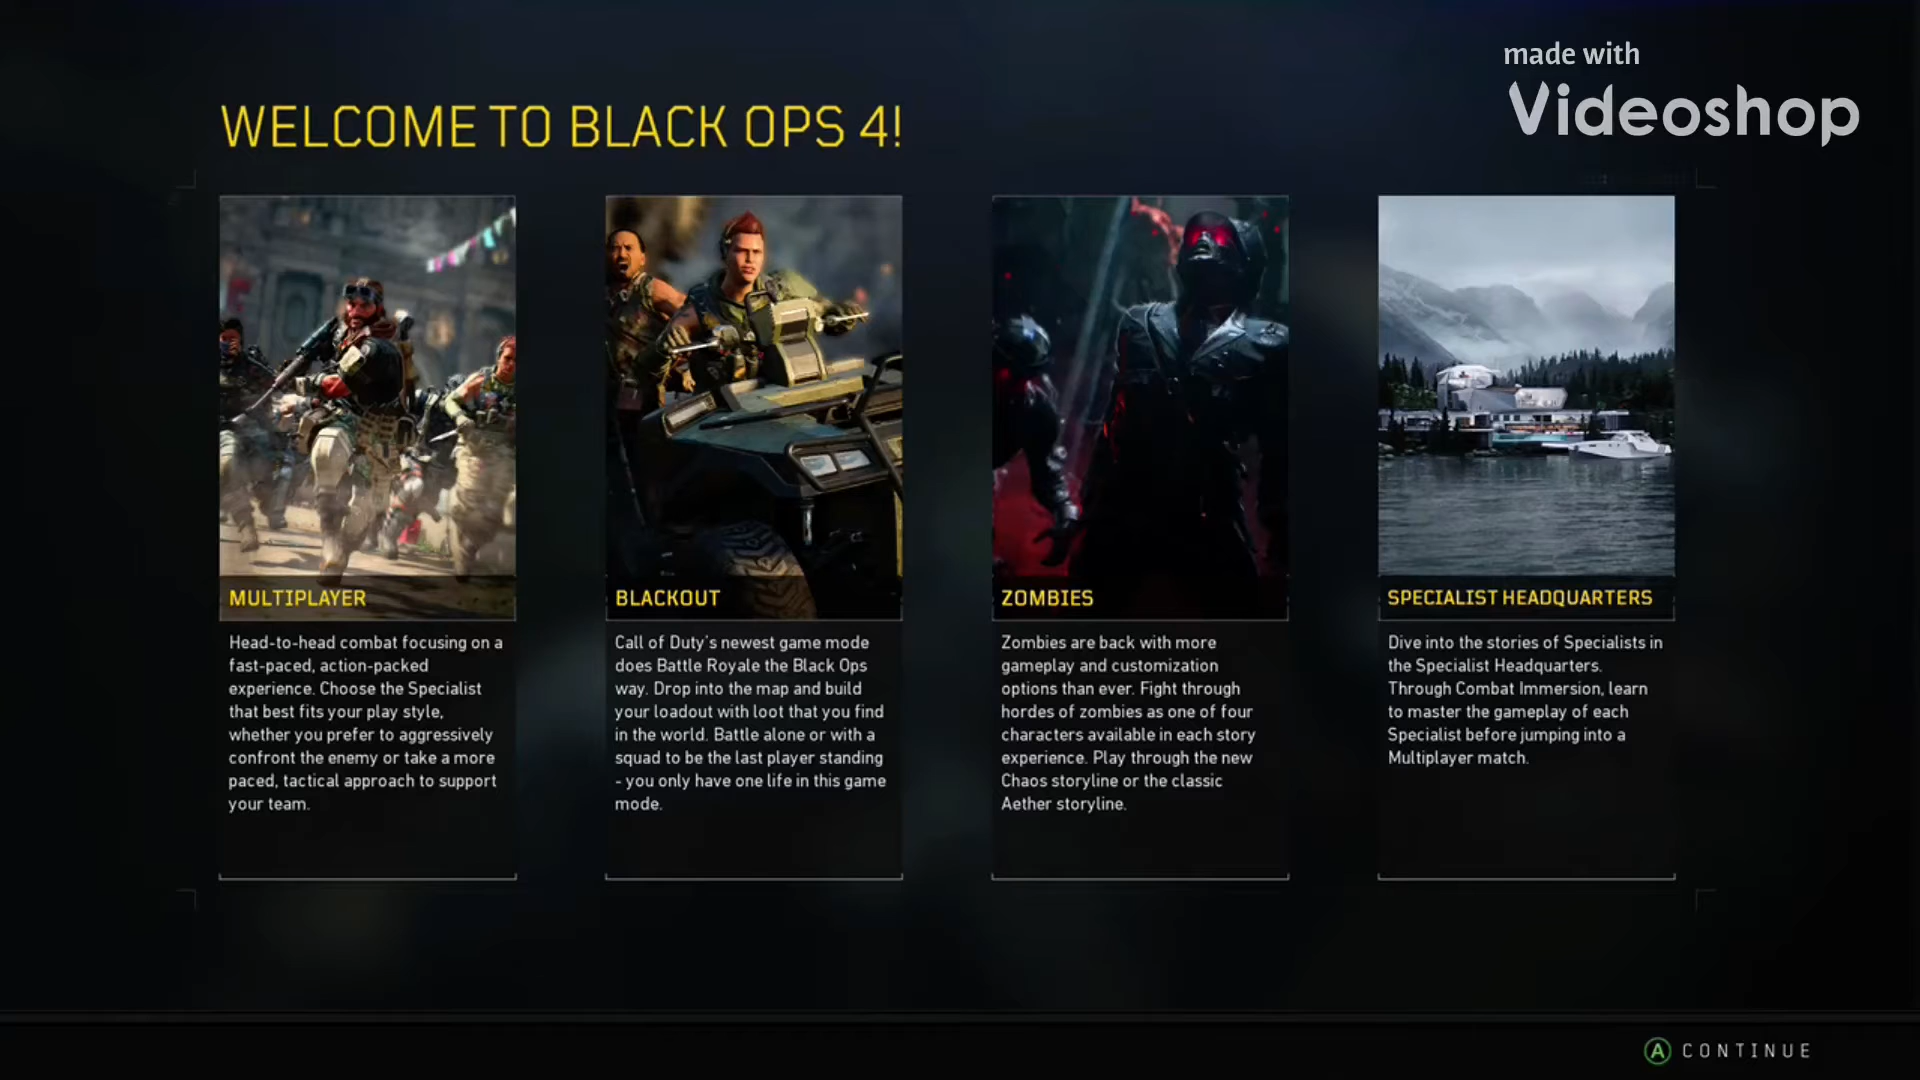 made with
Videoshop
WELCOME TO BLACK OPS 4!
MULTIPLAYER
Head-to-head combat focusing on a
fast-paced, action-packed
experience. Choose the Specialist
that best fits your play style,
whether you prefer to aggressively
confront the enemy or take a more
paced, tactical approach to support
your team.
BLACKOUT
Call of Duty's newest game mode
does Battle Royale the Black Ops
way. Drop into the map and build
your loadout with loot that you find
in the world. Battle alone or with a
squad to be the last player standing
- you only have one life in this game
mode.
ZOMBIES
Zombies are back with more
gameplay and customization
options than ever. Fight through
hordes of zombies as one of four
characters available in each story
experience. Play through the new
Chaos storyline or the classic
Aether storyline.
SPECIALIST HEADQUARTERS
Dive into the stories of Specialists in
the Specialist Headquarters.
Through Combat Immersion, learn
to master the gameplay of each
Specialist before jumping into a
Multiplayer match.
A CONTINUE